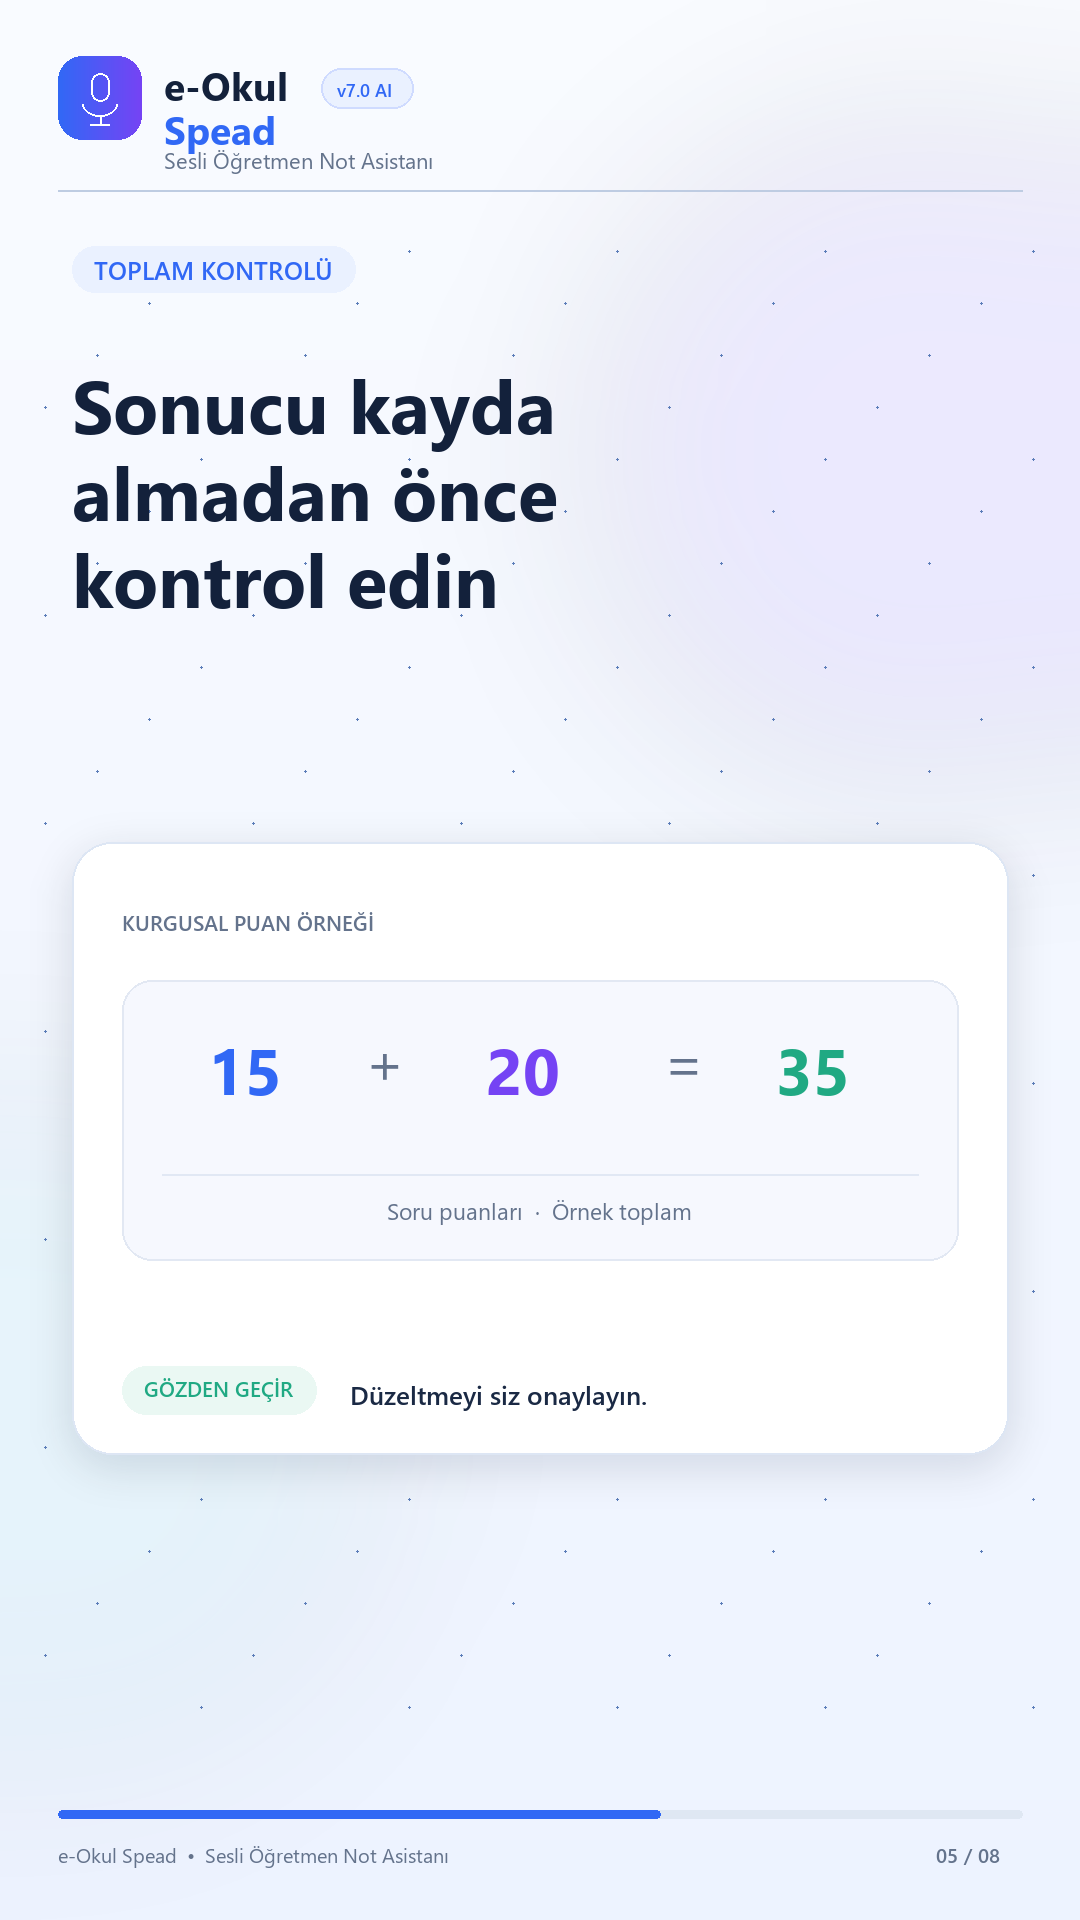 e-Okul
v7.0 AI
Spead
Sesli Öğretmen Not Asistanı
TOPLAM KONTROLÜ
Sonucu kayda
almadan önce
kontrol edin
KURGUSAL PUAN ÖRNEĞİ
15 + 20 = 35
Soru puanları · Örnek toplam
GÖZDEN GEÇİR
Düzeltmeyi siz onaylayın.
e-Okul Spead • Sesli Öğretmen Not Asistanı
05 / 08